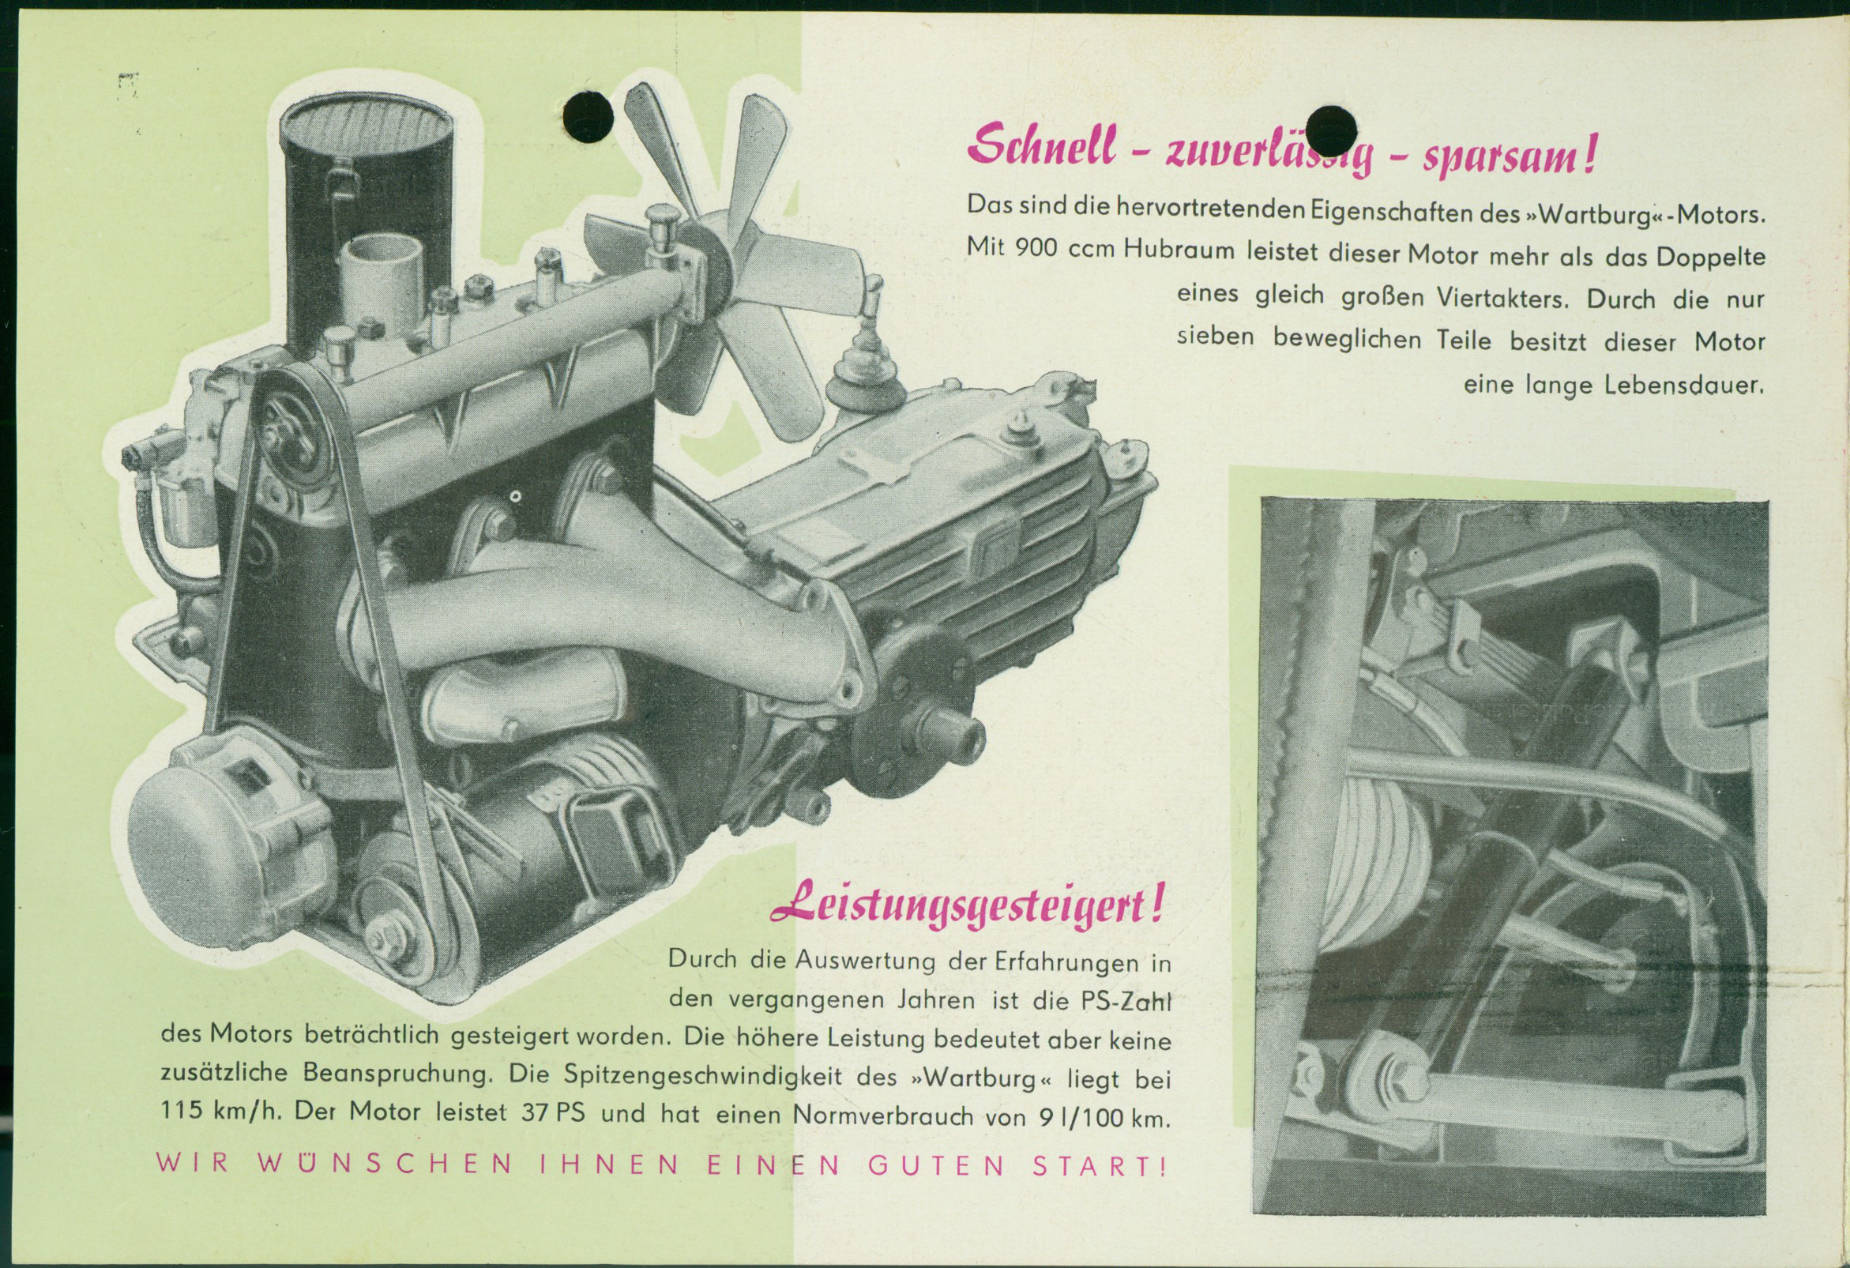 Schnell - zuverlässig - sparsam!
Das sind die hervortretenden Eigenschaften des »Wartburg«-Motors.
Mit 900 ccm Hubraum leistet dieser Motor mehr als das Doppelte
eines gleich großen Viertakters. Durch die nur
sieben beweglichen Teile besitzt dieser Motor
eine lange Lebensdauer.
Leistungsgesteigert!
Durch die Auswertung der Erfahrungen in
den vergangenen Jahren ist die PS-Zahl
des Motors beträchtlich gesteigert worden. Die höhere Leistung bedeutet aber keine
zusätzliche Beanspruchung. Die Spitzengeschwindigkeit des »Wartburg« liegt bei
115 km/h. Der Motor leistet 37 PS und hat einen Normverbrauch von 9 l/100 km.
WIR WÜNSCHEN IHNEN EINEN GUTEN START!